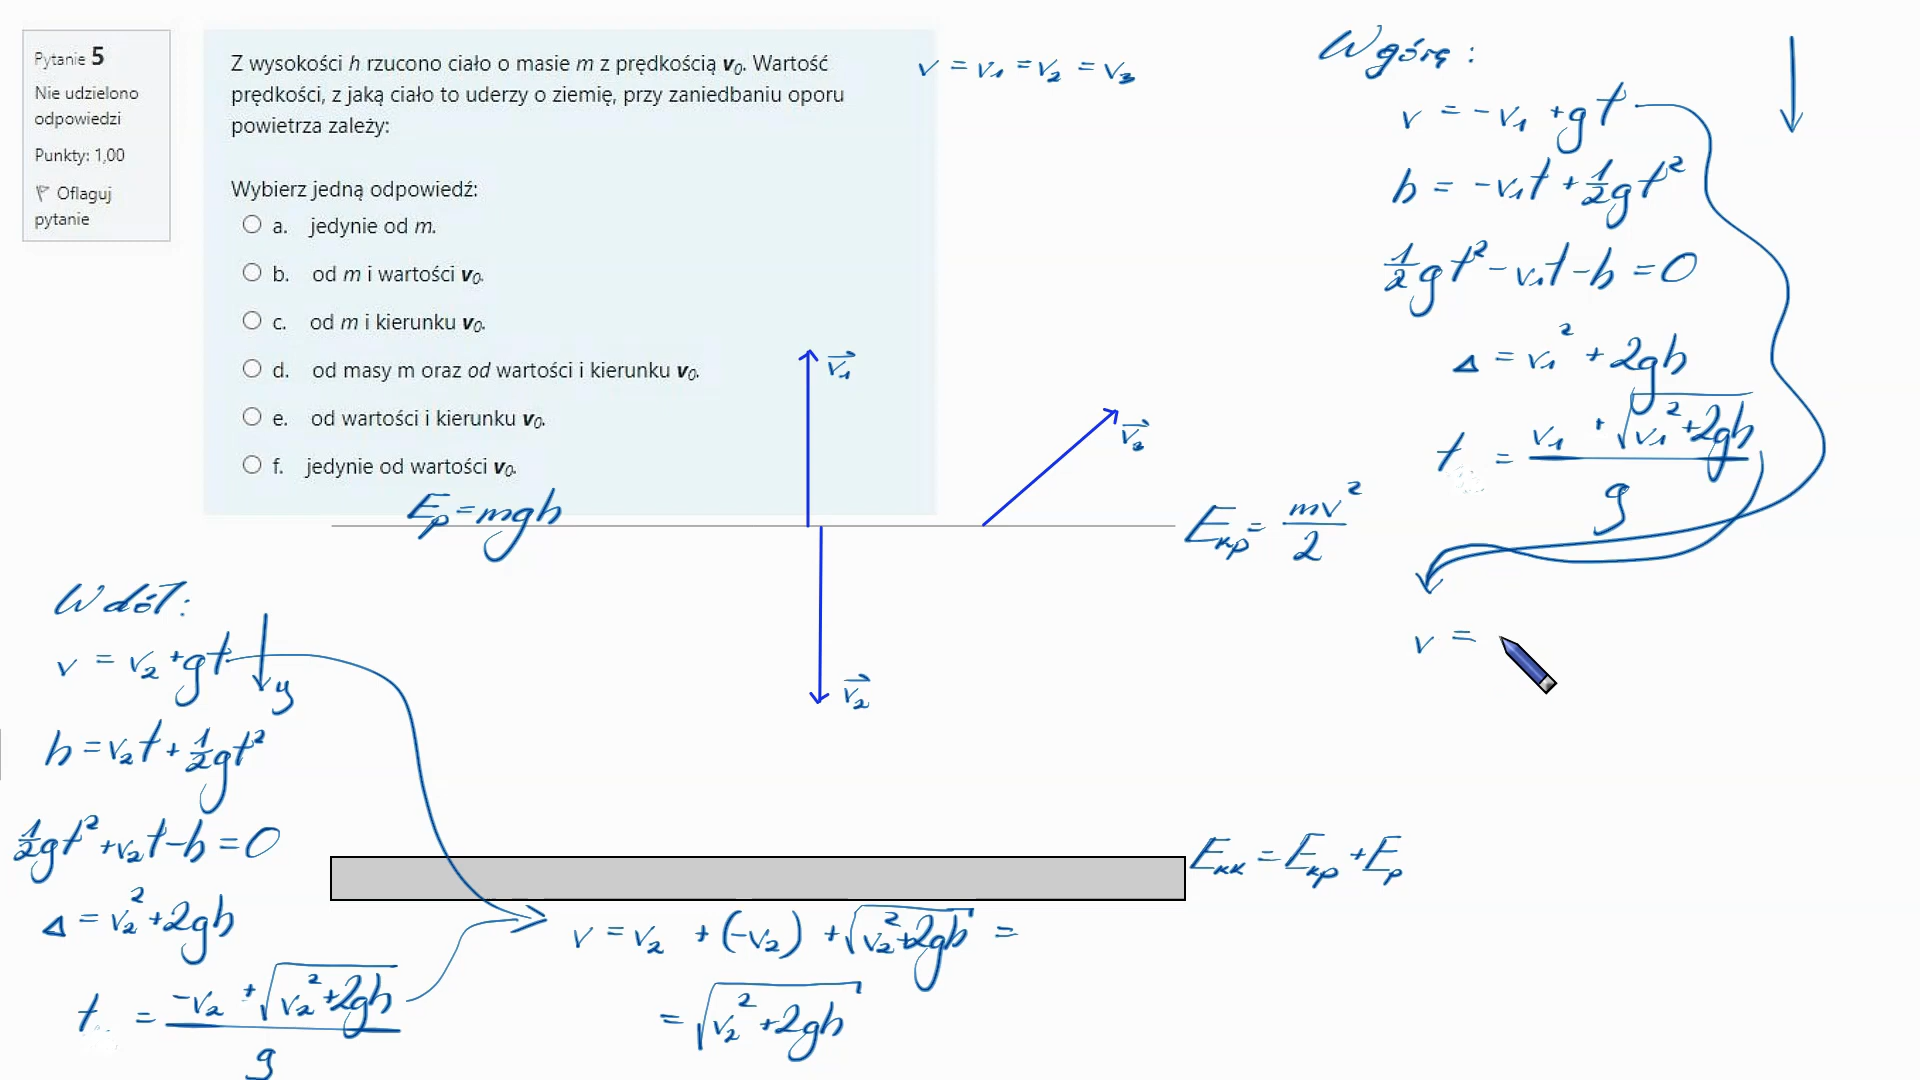 Pytanie 5
Nie udzielono
odpowiedzi
Punkty: 1,00
Oflaguj
pytanie
Z wysokości h rzucono ciało o masie m z prędkością v₀. Wartość
prędkości, z jaką ciało to uderzy o ziemię, przy zaniedbaniu oporu
powietrza zależy:
Wybierz jedną odpowiedź:
a. jedynie od m.
b. od m i wartości v₀.
c. od m i kierunku v₀.
d. od masy m oraz od wartości i kierunku v₀.
e. od wartości i kierunku v₀.
f. jedynie od wartości v₀.
v = v₁ = v₂ = v₃
W górę:
v = -v₁ + gt
h = -v₁t + ½gt²
½gt² - v₁t - h = 0
Δ = v₁² + 2gh
t = (v₁ + √(v₁² + 2gh)) / g
v =
v⃗₁
v⃗₃
v⃗₂
Eₚ = mgh
Eₖₚ = mv²/2
W dół:
v = v₂ + gt
y
h = v₂t + ½gt²
½gt² + v₂t - h = 0
Δ = v₂² + 2gh
t = (-v₂ + √(v₂² + 2gh)) / g
Eₖₖ = Eₖₚ + Eₚ
v = v₂ + (-v₂) + √(v₂² + 2gh) =
= √(v₂² + 2gh)